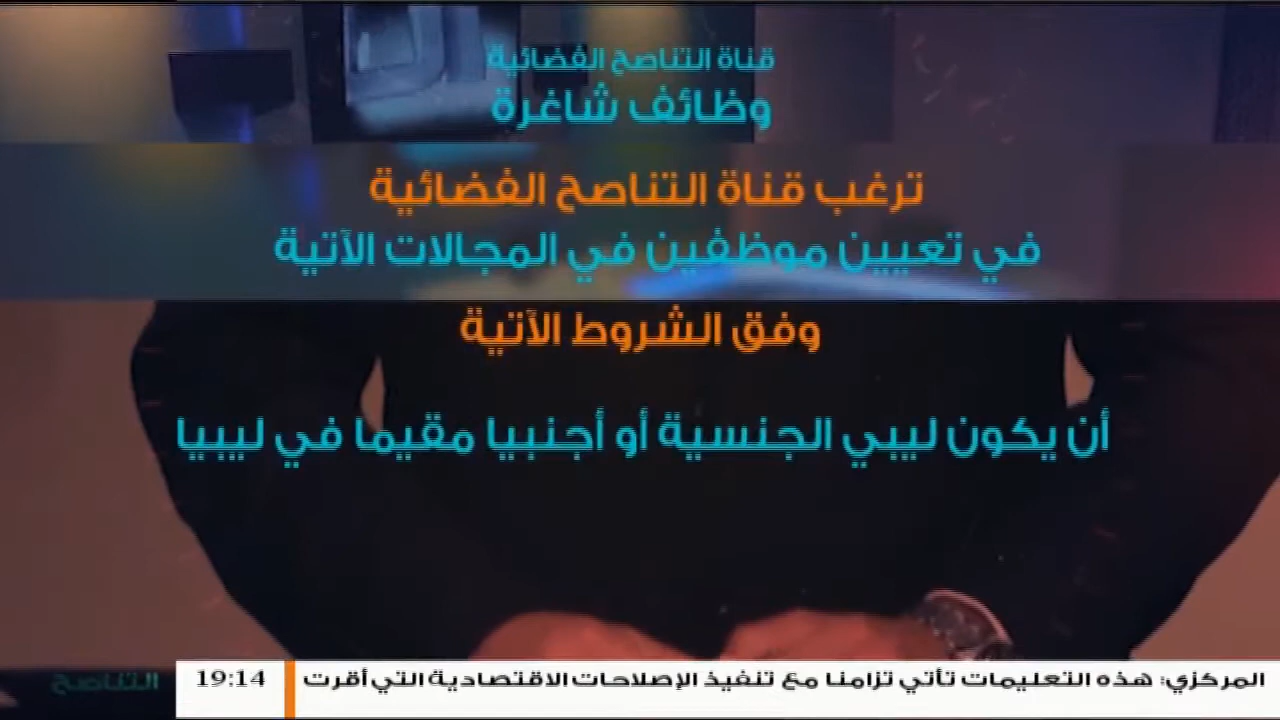 قناة التناصح الفضائية
وظائف شاغرة
ترغب قناة التناصح الفضائية
في تعيين موظفين في المجالات الآتية
وفق الشروط الآتية
أن يكون ليبي الجنسية أو أجنبيا مقيما في ليبيا
المركزي: هذه التعليمات تأتي تزامنا مع تنفيذ الإصلاحات الاقتصادية التي أقرت
19:14
التناصح